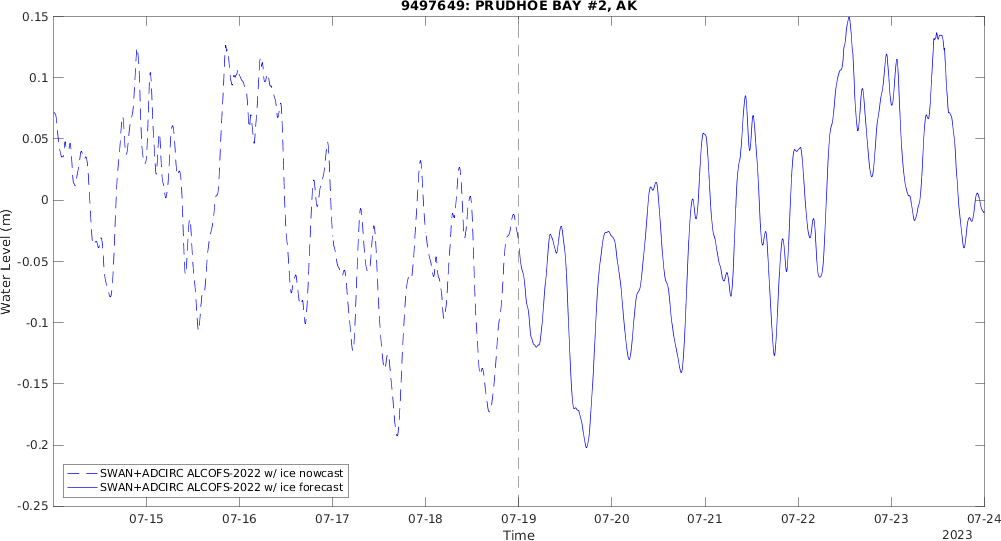 9497649: PRUDHOE BAY #2, AK
0.15
0.1
0.05
0
-0.05
-0.1
-0.15
-0.2
-0.25
Water Level (m)
SWAN+ADCIRC ALCOFS-2022 w/ ice nowcast
SWAN+ADCIRC ALCOFS-2022 w/ ice forecast
07-15 07-16 07-17 07-18 07-19 07-20 07-21 07-22 07-23 07-24
Time
2023